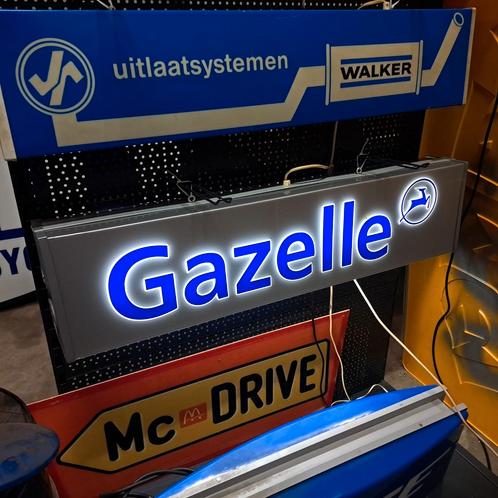 uitlaatsystemen
WALKER
Gazelle
Mc DRIVE